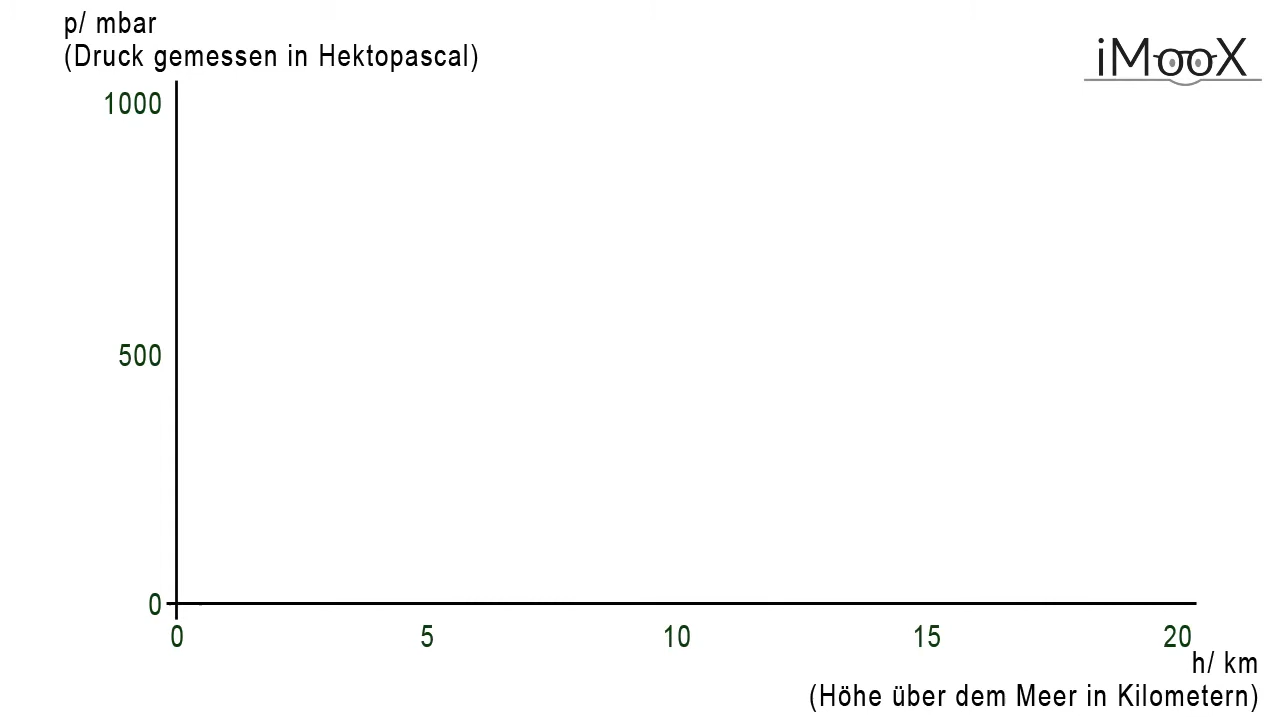 p/ mbar
(Druck gemessen in Hektopascal)
iMooX
1000
500
0
0 5 10 15 20
h/ km
(Höhe über dem Meer in Kilometern)